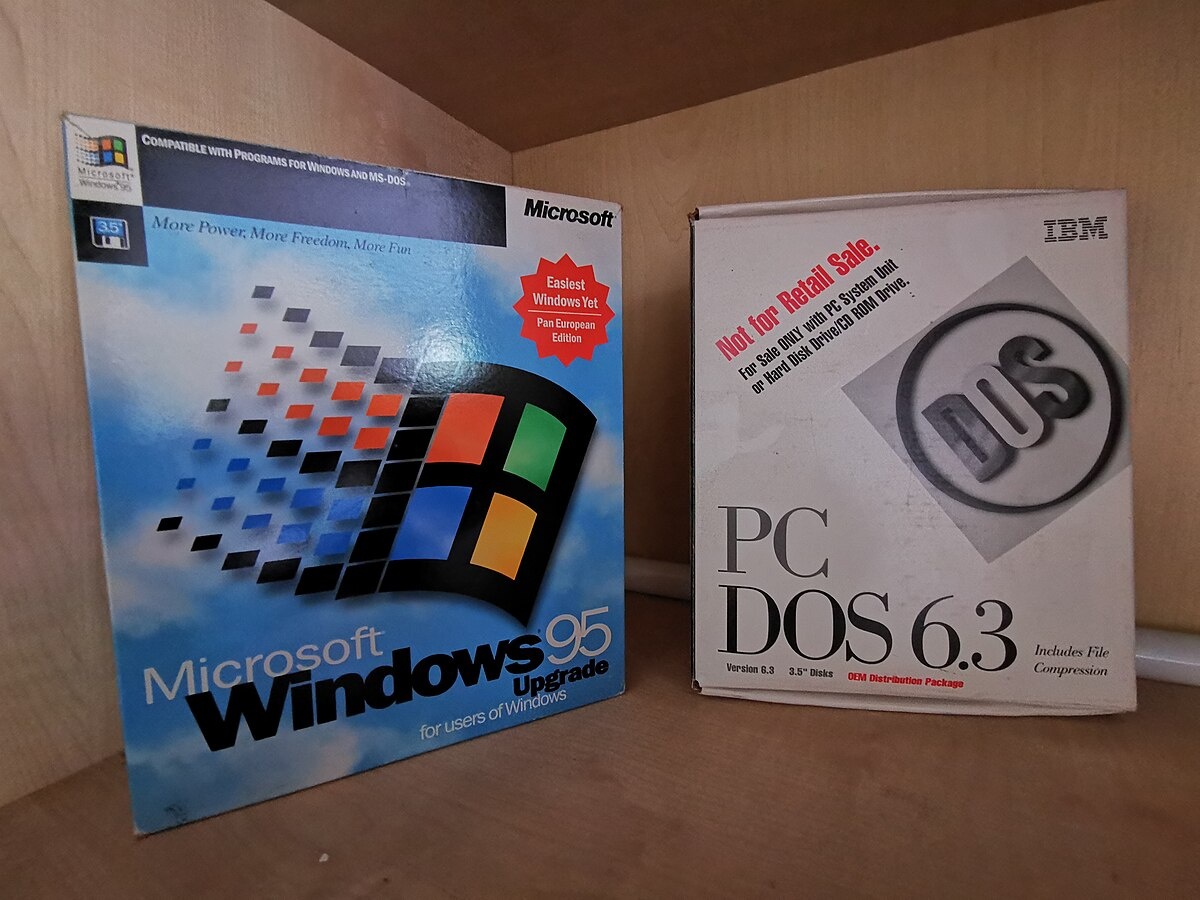 Microsoft
Windows 95
COMPATIBLE WITH PROGRAMS FOR WINDOWS AND MS-DOS.
Microsoft
3.5"
More Power, More Freedom, More Fun
Easiest
Windows Yet
Pan European
Edition
Microsoft
Windows 95
Upgrade
for users of Windows
IBM
Not for Retail Sale.
For Sale ONLY with PC System Unit
or Hard Disk Drive/CD ROM Drive.
DOS
PC
DOS 6.3
Includes File
Compression
Version 6.3 3.5" Disks OEM Distribution Package